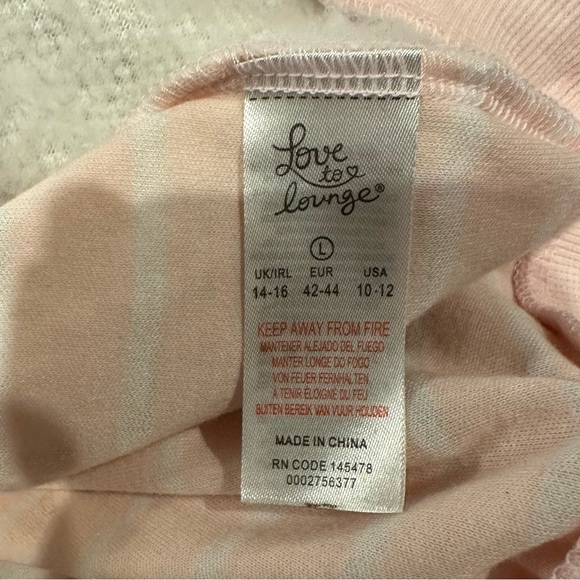 Love
to
lounge®
L
UK/IRL EUR USA
14-16 42-44 10-12
KEEP AWAY FROM FIRE
MANTENER ALEJADO DEL FUEGO
MANTER LONGE DO FOGO
VON FEUER FERNHALTEN
À TENIR ÉLOIGNÉ DU FEU
BUITEN BEREIK VAN VUUR HOUDEN
MADE IN CHINA
RN CODE 145478
0002756377